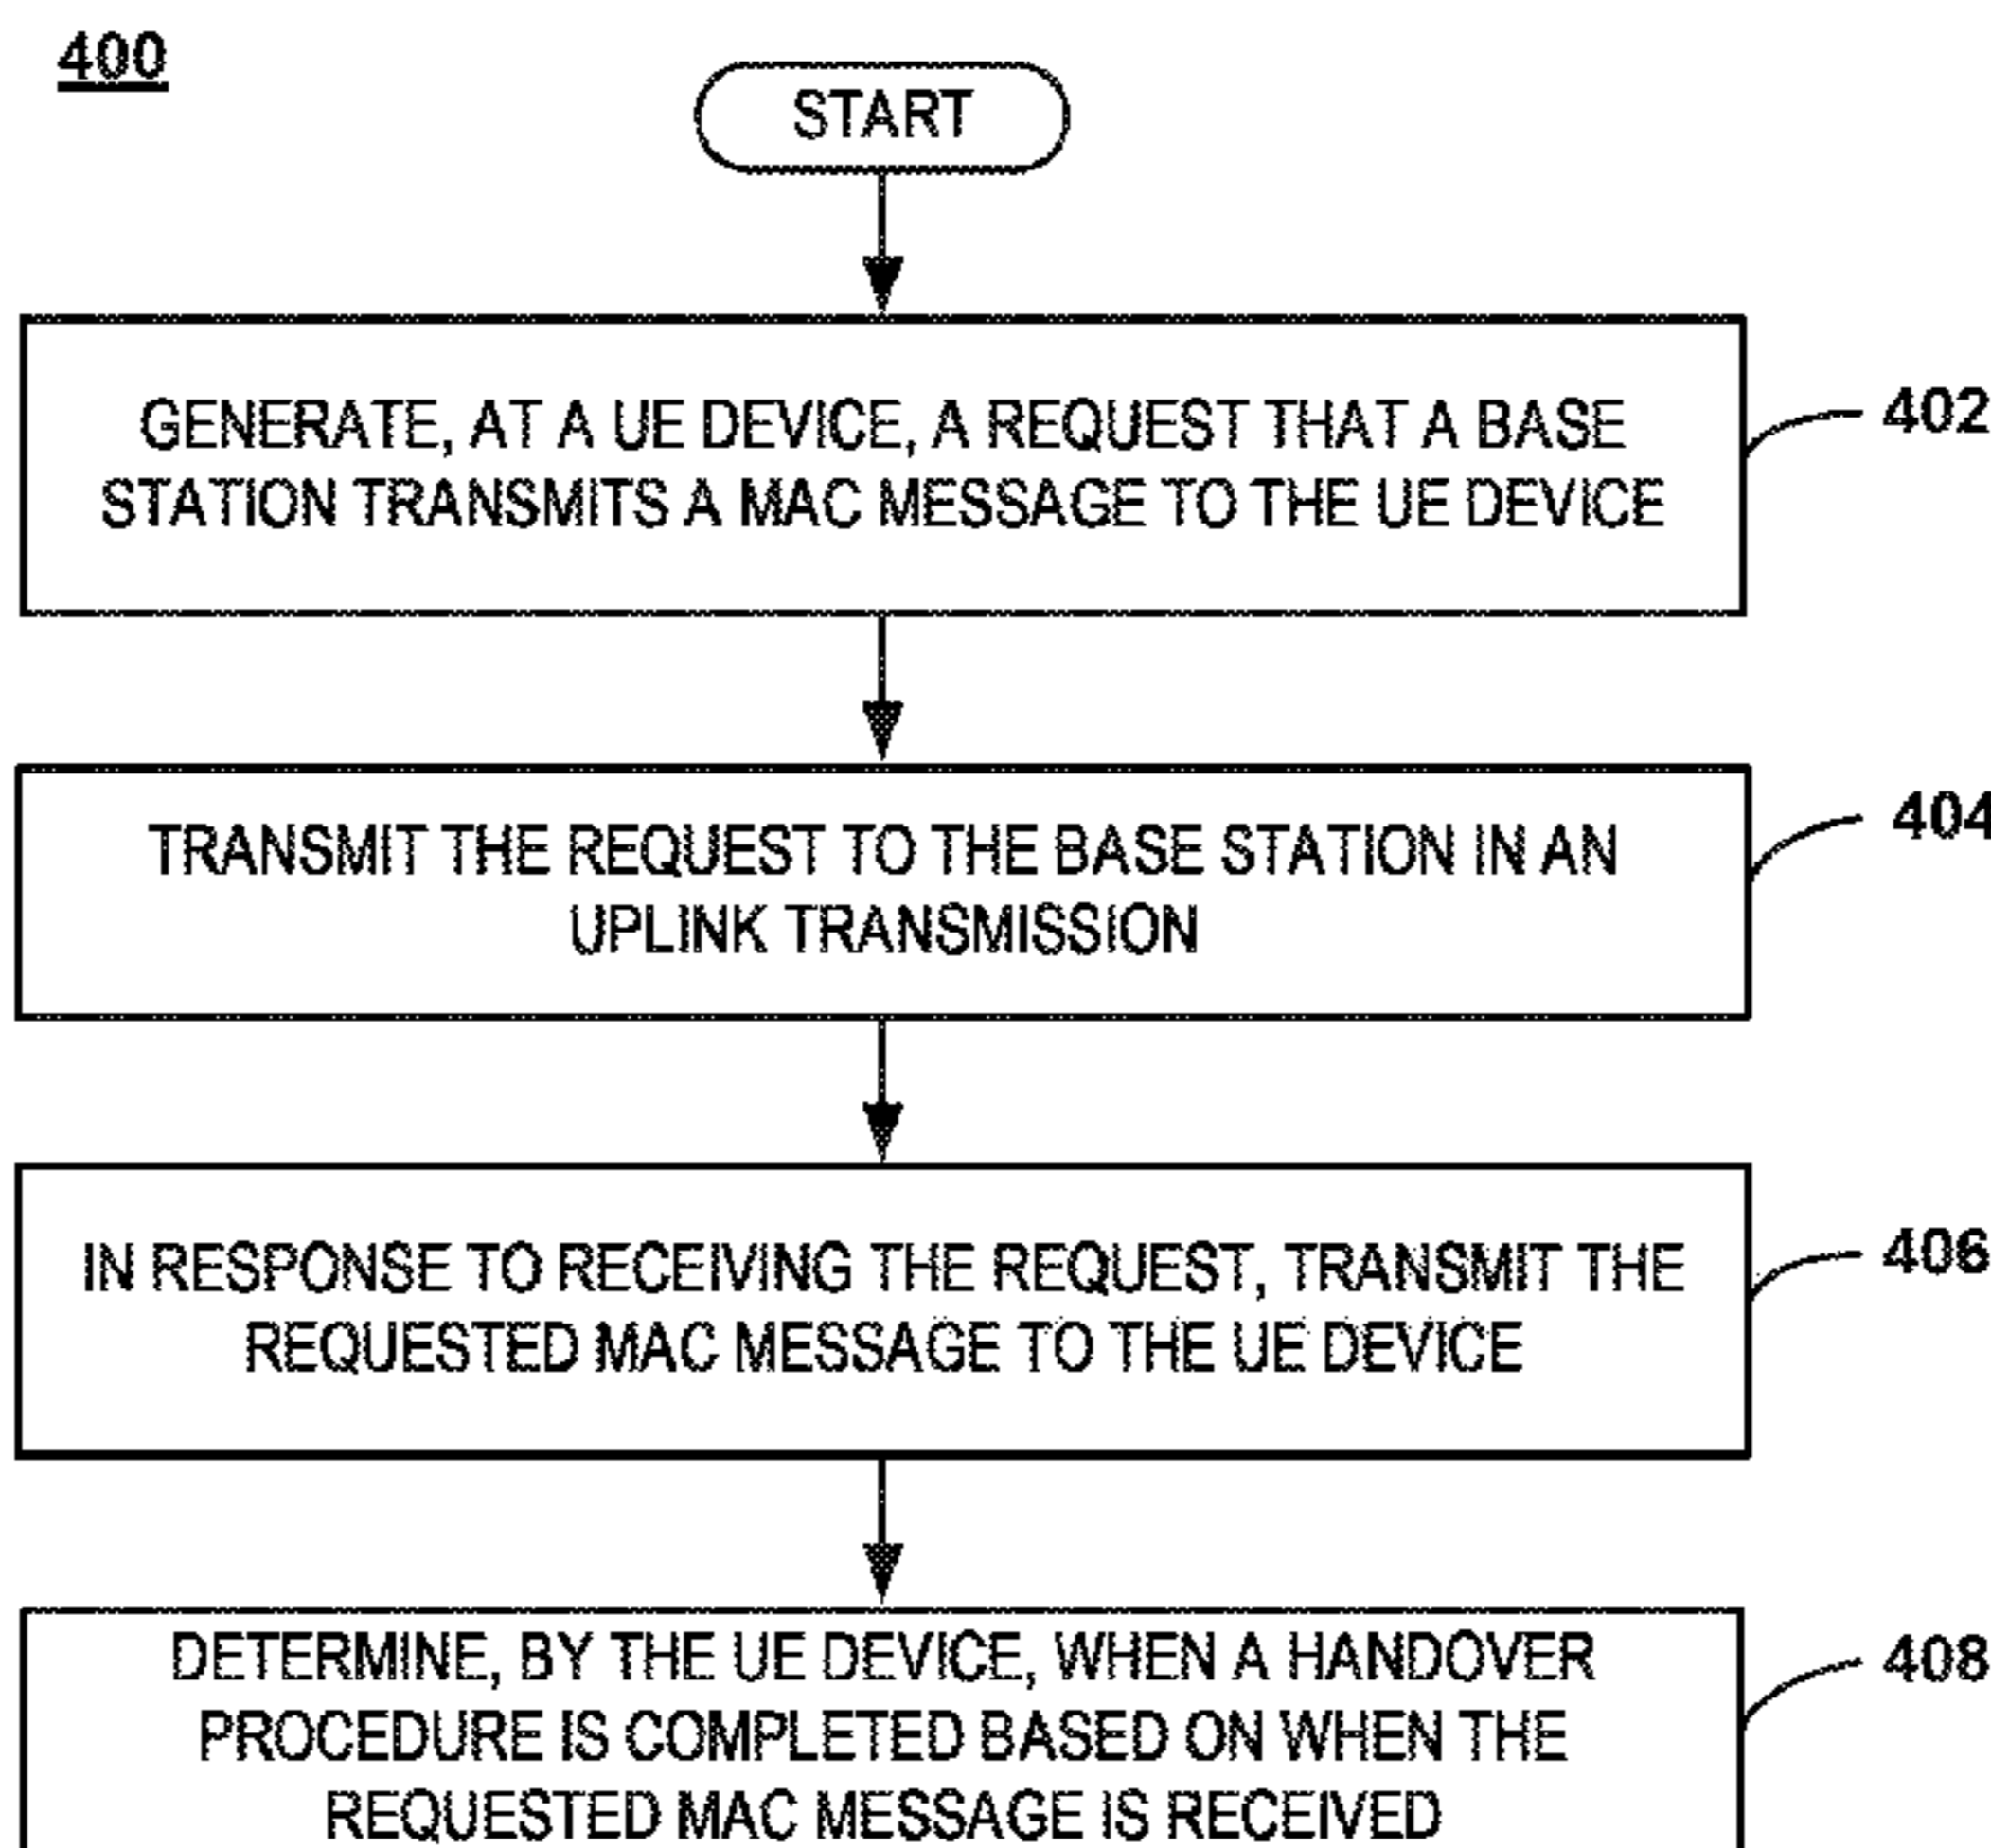 400
START
GENERATE, AT A UE DEVICE, A REQUEST THAT A BASE
STATION TRANSMITS A MAC MESSAGE TO THE UE DEVICE
402
TRANSMIT THE REQUEST TO THE BASE STATION IN AN
UPLINK TRANSMISSION
404
IN RESPONSE TO RECEIVING THE REQUEST, TRANSMIT THE
REQUESTED MAC MESSAGE TO THE UE DEVICE
406
DETERMINE, BY THE UE DEVICE, WHEN A HANDOVER
PROCEDURE IS COMPLETED BASED ON WHEN THE
REQUESTED MAC MESSAGE IS RECEIVED
408